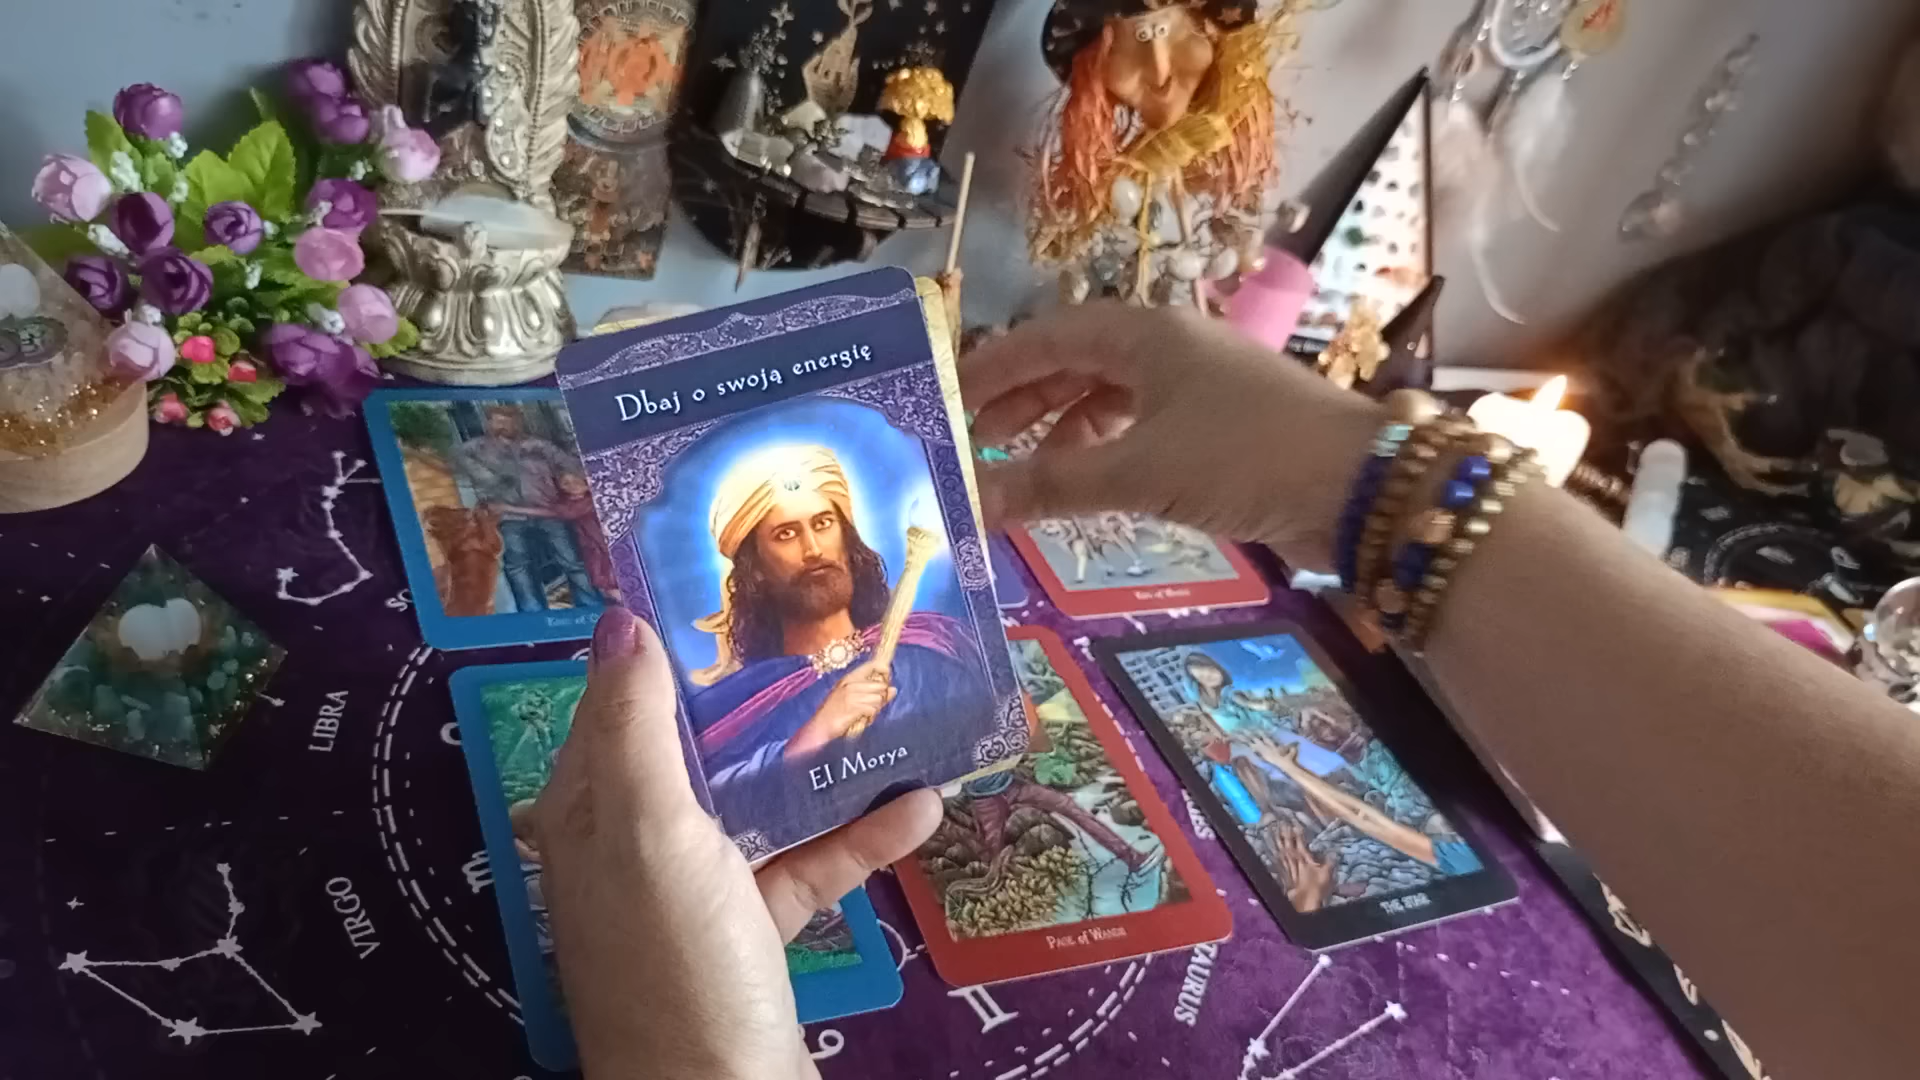 Dbaj o swoją energię
El Morya
LIBRA
VIRGO
TAURUS
PAGE of WANDS
THE STAR